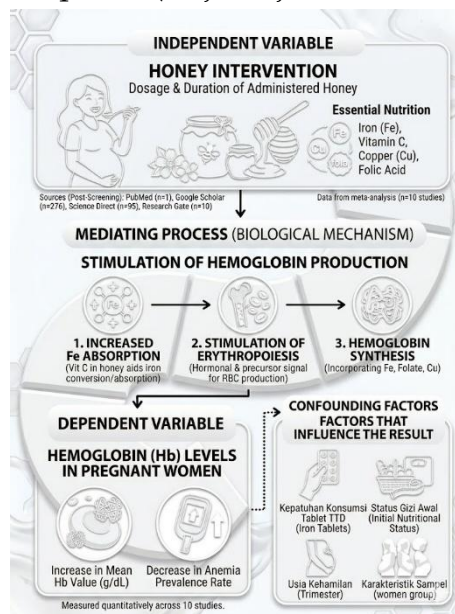 INDEPENDENT VARIABLE
HONEY INTERVENTION
Dosage & Duration of Administered Honey
Essential Nutrition
Fe
Cu
Iron (Fe),
Vitamin C,
Copper (Cu),
Folic Acid
Sources (Post-Screening): PubMed (n=1), Google Scholar
(n=276), Science Direct (n=95), Research Gate (n=10)
Data from meta-analysis (n=10 studies)
MEDIATING PROCESS (BIOLOGICAL MECHANISM)
STIMULATION OF HEMOGLOBIN PRODUCTION
Fe
1. INCREASED
Fe ABSORPTION
(Vit C in honey aids iron
conversion/absorption)
2. STIMULATION OF
ERYTHROPOIESIS
(Hormonal & precursor signal
for RBC production)
3. HEMOGLOBIN
SYNTHESIS
(Incorporating Fe, Folate, Cu)
DEPENDENT VARIABLE
HEMOGLOBIN (Hb) LEVELS
IN PREGNANT WOMEN
Increase in Mean
Hb Value (g/dL)
Decrease in Anemia
Prevalence Rate
Measured quantitatively across 10 studies.
CONFOUNDING FACTORS
FACTORS THAT
INFLUENCE THE RESULT
Kepatuhan Konsumsi
Tablet TTD
(Iron Tablets)
Status Gizi Awal
(Initial Nutritional
Status)
Usia Kehamilan
(Trimester)
Karakteristik Sampel
(women group)